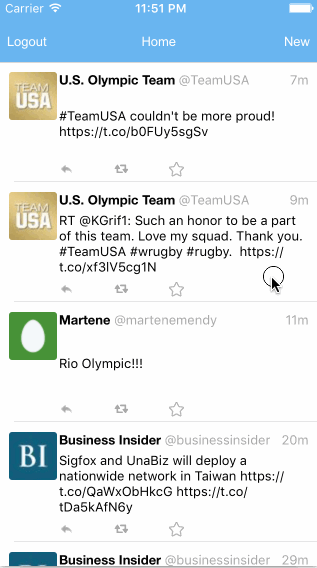 Carrier 11:51 PM
Logout Home New
TEAM USA U.S. Olympic Team @TeamUSA 7m
#TeamUSA couldn't be more proud!
https://t.co/b0FUy5sgSv
TEAM USA U.S. Olympic Team @TeamUSA 9m
RT @KGrif1: Such an honor to be a part
of this team. Love my squad. Thank you.
#TeamUSA #wrugby #rugby.  https://
t.co/xf3lV5cg1N
Martene @martenemendy 11m
Rio Olympic!!!
BI Business Insider @businessinsider 20m
Sigfox and UnaBiz will deploy a
nationwide network in Taiwan https://
t.co/QaWxObHkcG https://t.co/
tDa5kAfN6y
Business Insider @businessinsider 29m